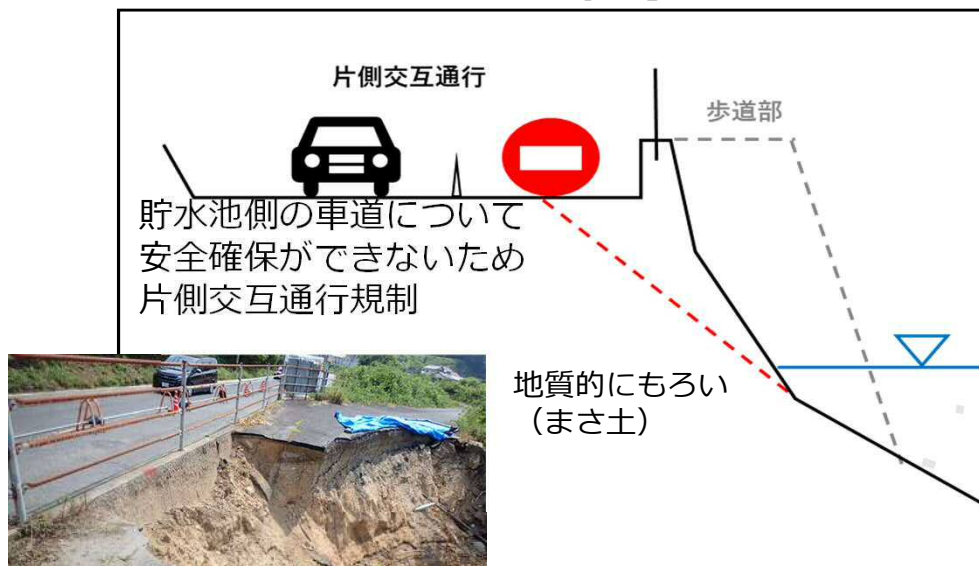 片側交互通行
歩道部
貯水池側の車道について
安全確保ができないため
片側交互通行規制
地質的にもろい
（まさ土）